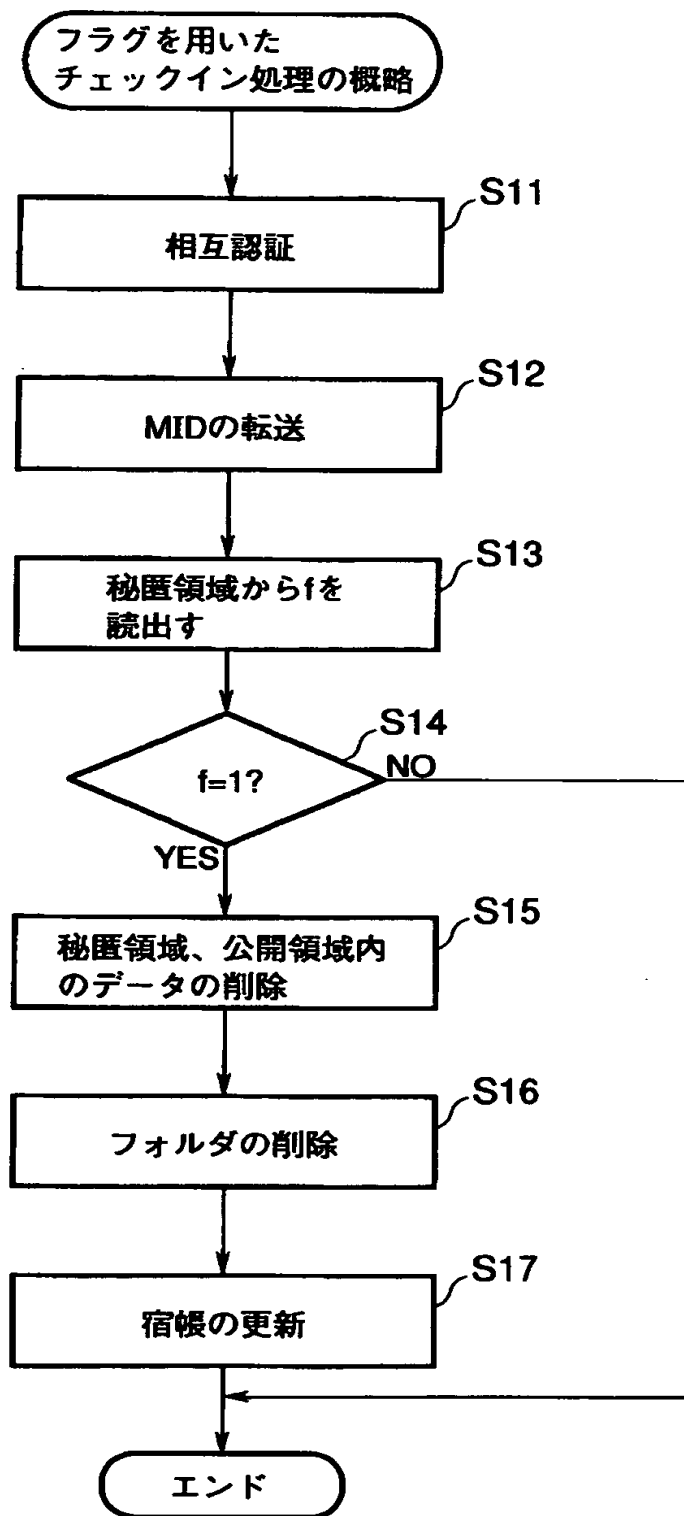 フラグを用いた
チェックイン処理の概略
S11
相互認証
S12
MIDの転送
S13
秘匿領域からfを
読出す
S14
f=1?
NO
YES
S15
秘匿領域、公開領域内
のデータの削除
S16
フォルダの削除
S17
宿帳の更新
エンド